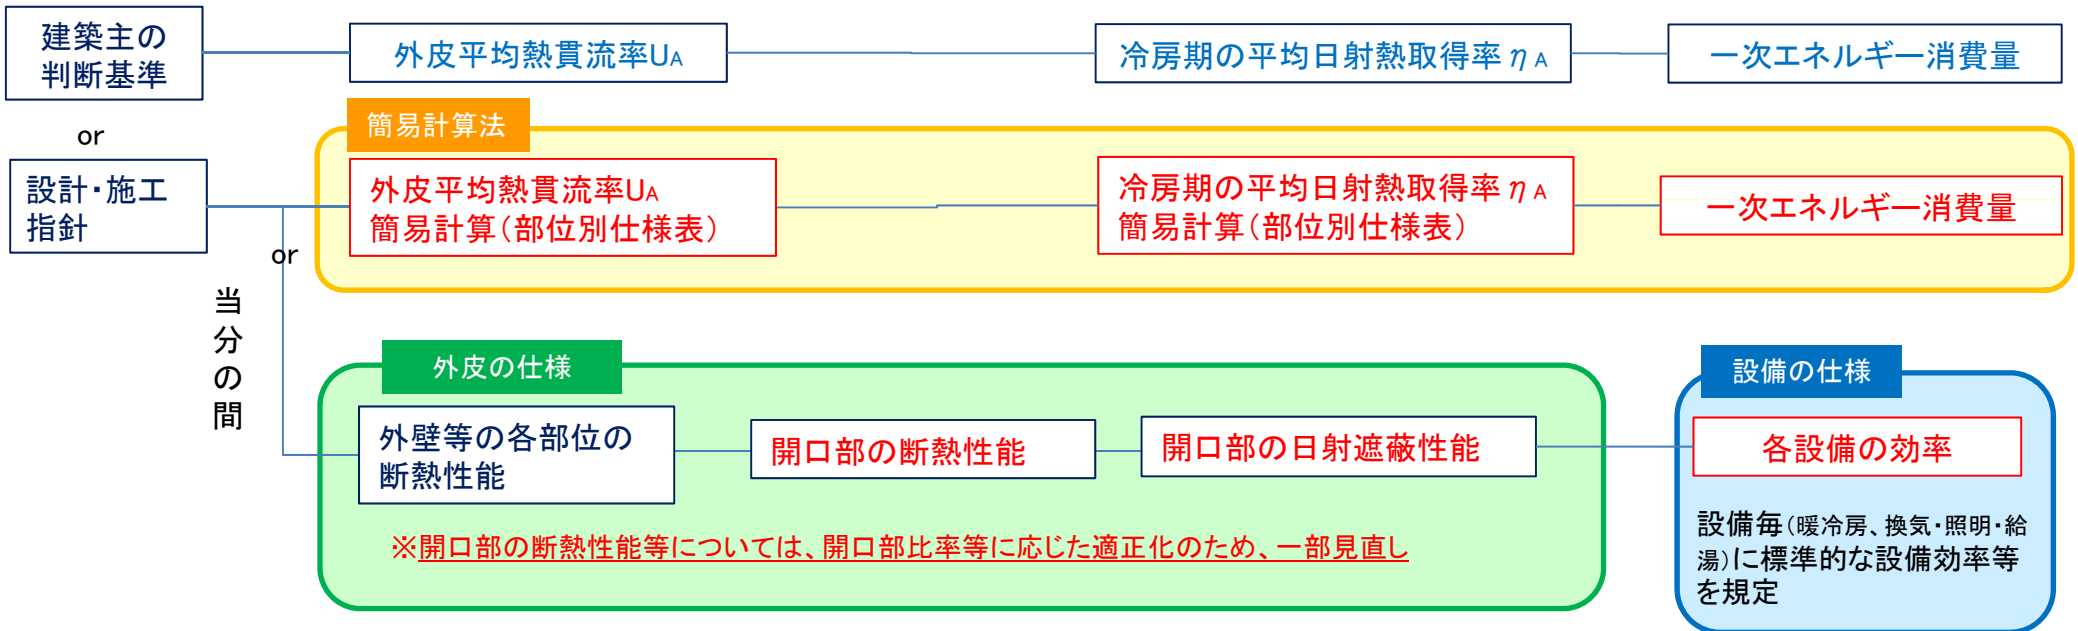 建築主の
判断基準
外皮平均熱貫流率UA
冷房期の平均日射熱取得率ηA
一次エネルギー消費量
or
簡易計算法
設計・施工
指針
外皮平均熱貫流率UA
簡易計算(部位別仕様表)
冷房期の平均日射熱取得率ηA
簡易計算(部位別仕様表)
一次エネルギー消費量
or
当分の間
外皮の仕様
設備の仕様
外壁等の各部位の
断熱性能
開口部の断熱性能
開口部の日射遮蔽性能
各設備の効率
※開口部の断熱性能等については、開口部比率等に応じた適正化のため、一部見直し
設備毎(暖冷房、換気・照明・給
湯)に標準的な設備効率等
を規定